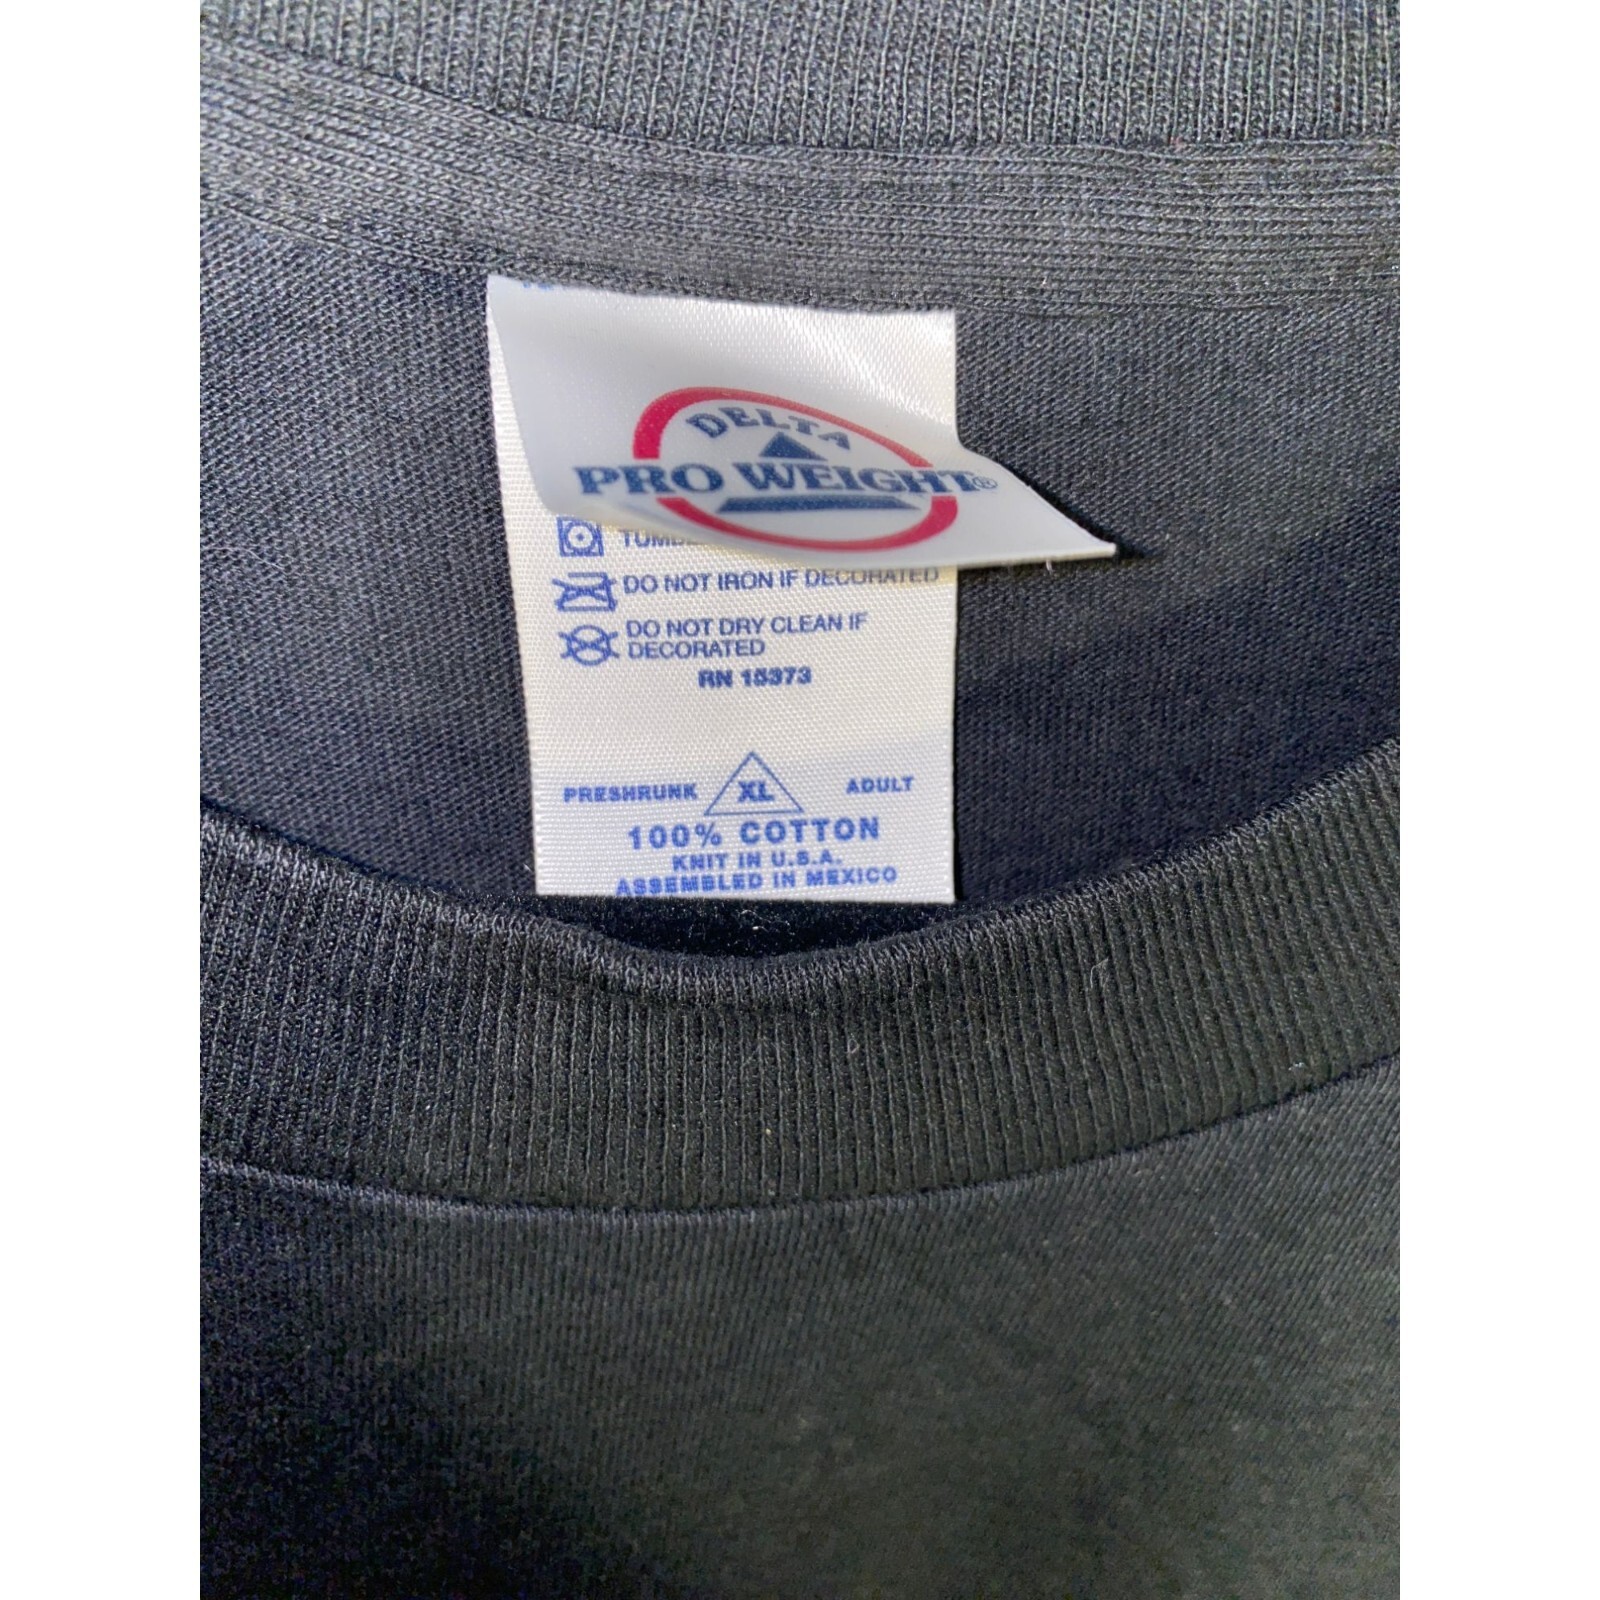 DELTA
PRO WEIGHT®
DO NOT IRON IF DECORATED
DO NOT DRY CLEAN IF
DECORATED
RN 15373
PRESHRUNK XL ADULT
100% COTTON
KNIT IN U.S.A.
ASSEMBLED IN MEXICO